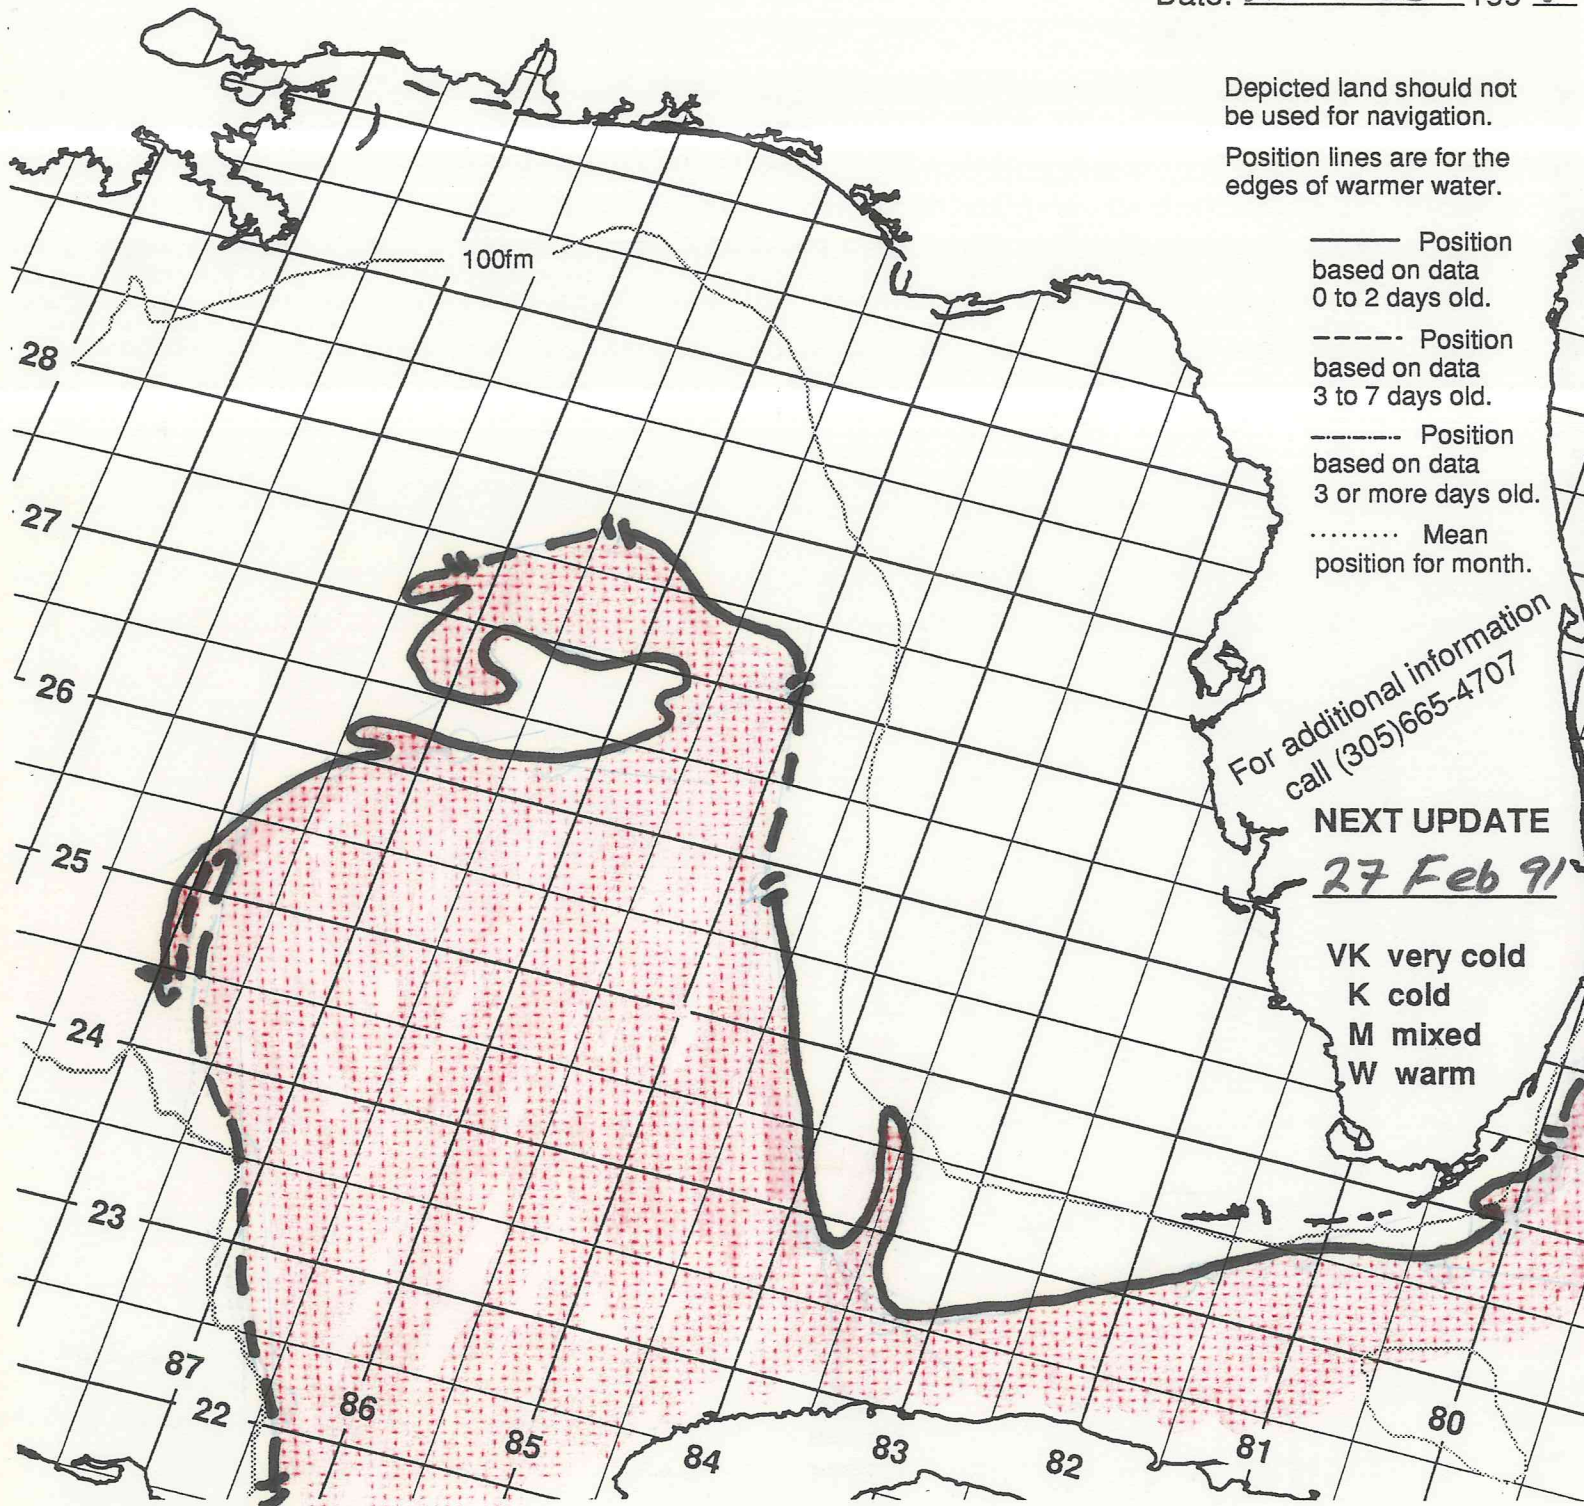 Date: 199
Depicted land should not
be used for navigation.
Position lines are for the
edges of warmer water.
Position
based on data
0 to 2 days old.
Position
based on data
3 to 7 days old.
Position
based on data
3 or more days old.
Mean
position for month.
For additional information
call (305)665-4707
NEXT UPDATE
27 Feb 91
VK very cold
K cold
M mixed
W warm
100fm
28
27
26
25
24
23
22
87
86
85
84
83
82
81
80